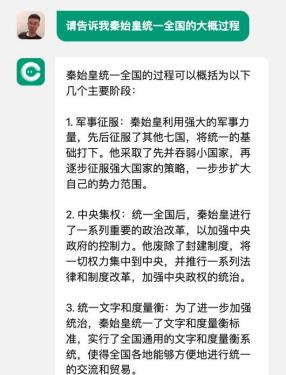 请告诉我秦始皇统一全国的大概过程
秦始皇统一全国的过程可以概括为以下
几个主要阶段：
1. 军事征服：秦始皇利用强大的军事力
量，先后征服了其他七国，将统一的基
础打下。他采取了先并吞弱小国家，再
逐步征服强大国家的策略，一步步扩大
自己的势力范围。
2. 中央集权：统一全国后，秦始皇进行
了一系列重要的政治改革，以加强中央
政府的控制力。他废除了封建制度，将
一切权力集中到中央，并推行一系列法
律和制度改革，加强中央政权的统治。
3. 统一文字和度量衡：为了进一步加强
统治，秦始皇统一了文字和度量衡标
准，实行了全国通用的文字和度量衡系
统，使得全国各地能够方便地进行统一
的交流和贸易。